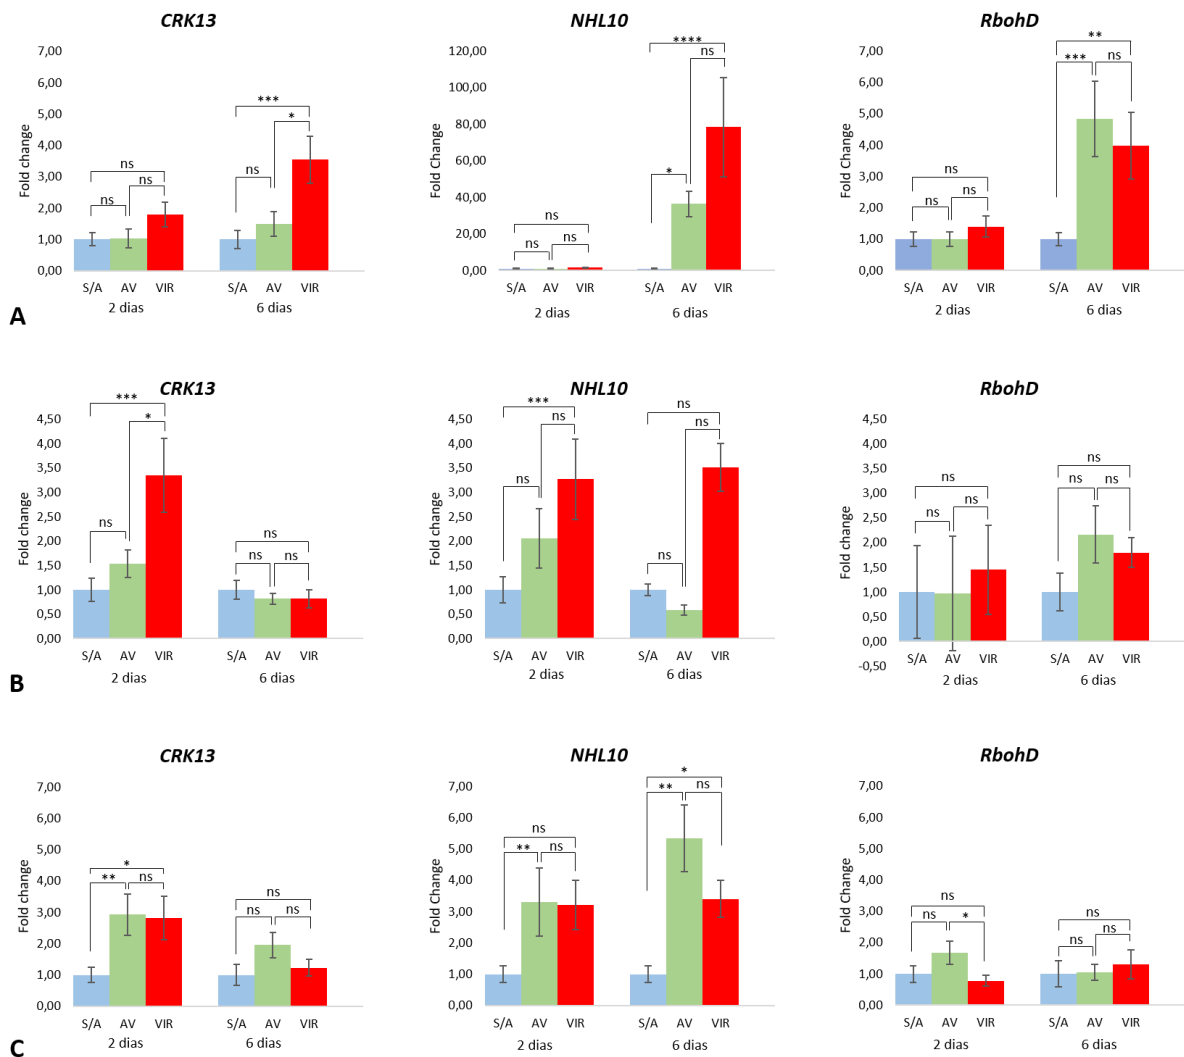 CRK13
Fold Change
7,00
6,00
5,00
4,00
3,00
2,00
1,00
0,00
ns
ns
ns
ns
***
*
S/A AV VIR S/A AV VIR
2 dias 6 dias
NHL10
Fold Change
120,00
100,00
80,00
60,00
40,00
20,00
0,00
ns
ns
ns
****
ns
*
S/A AV VIR S/A AV VIR
2 dias 6 dias
RbohD
Fold Change
7,00
6,00
5,00
4,00
3,00
2,00
1,00
0,00
ns
ns
ns
**
***
ns
S/A AV VIR S/A AV VIR
2 dias 6 dias
A
CRK13
Fold change
4,50
4,00
3,50
3,00
2,50
2,00
1,50
1,00
0,50
0,00
***
*
ns
ns
ns
ns
S/A AV VIR S/A AV VIR
2 dias 6 dias
NHL10
Fold change
4,50
4,00
3,50
3,00
2,50
2,00
1,50
1,00
0,50
0,00
***
ns
ns
ns
ns
ns
S/A AV VIR S/A AV VIR
2 dias 6 dias
RbohD
Fold change
4,50
4,00
3,50
3,00
2,50
2,00
1,50
1,00
0,50
0,00
-0,50
ns
ns
ns
ns
ns
ns
S/A AV VIR S/A AV VIR
2 dias 6 dias
B
CRK13
Fold Change
7,00
6,00
5,00
4,00
3,00
2,00
1,00
0,00
*
**
ns
ns
ns
ns
S/A AV VIR S/A AV VIR
2 dias 6 dias
NHL10
Fold Change
7,00
6,00
5,00
4,00
3,00
2,00
1,00
0,00
ns
**
ns
*
**
ns
S/A AV VIR S/A AV VIR
2 dias 6 dias
RbohD
Fold Change
7,00
6,00
5,00
4,00
3,00
2,00
1,00
0,00
ns
ns
*
ns
ns
ns
S/A AV VIR S/A AV VIR
2 dias 6 dias
C